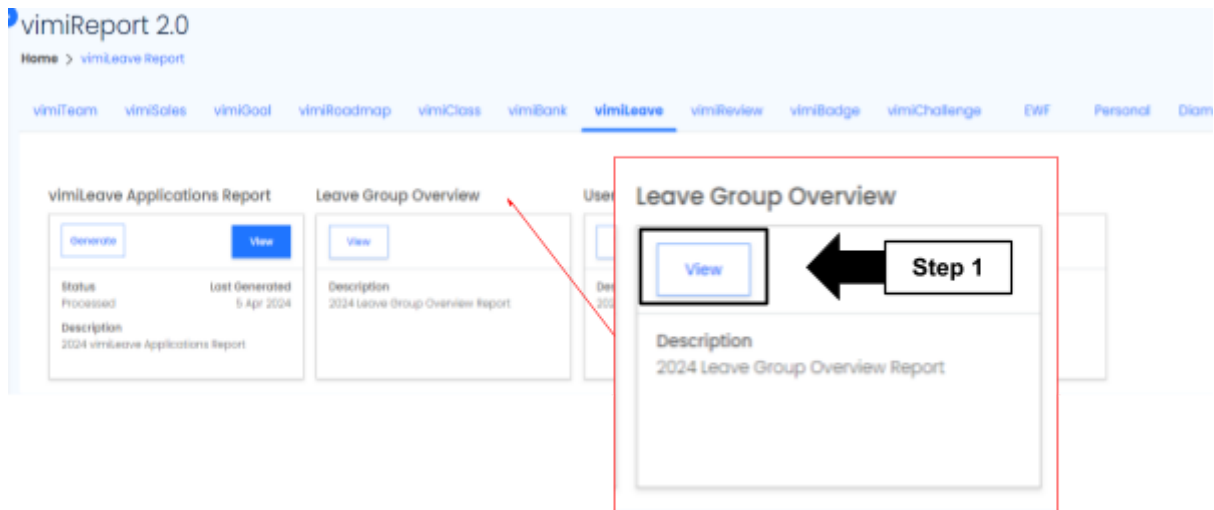 vimiReport 2.0
Home > vimiLeave Report
vimiTeam vimiSales vimiGoal vimiRoadmap vimiClass vimiBank vimiLeave vimiReview vimiBadge vimiChallenge EWF Personal Diam
vimiLeave Applications Report
Generate View
Status Last Generated
Processed 5 Apr 2024
Description
2024 vimiLeave Applications Report
Leave Group Overview
View
Description
2024 Leave Group Overview Report
User
Leave Group Overview
View
Step 1
Description
2024 Leave Group Overview Report